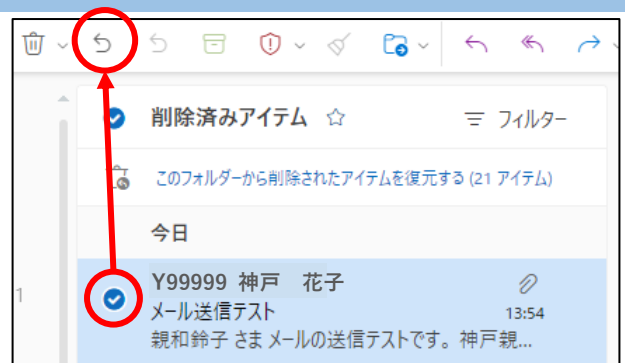 削除済みアイテム
フィルター
このフォルダーから削除されたアイテムを復元する (21 アイテム)
今日
1
Y99999 神戸　花子
メール送信テスト
13:54
親和鈴子 さま メールの送信テストです。神戸親...